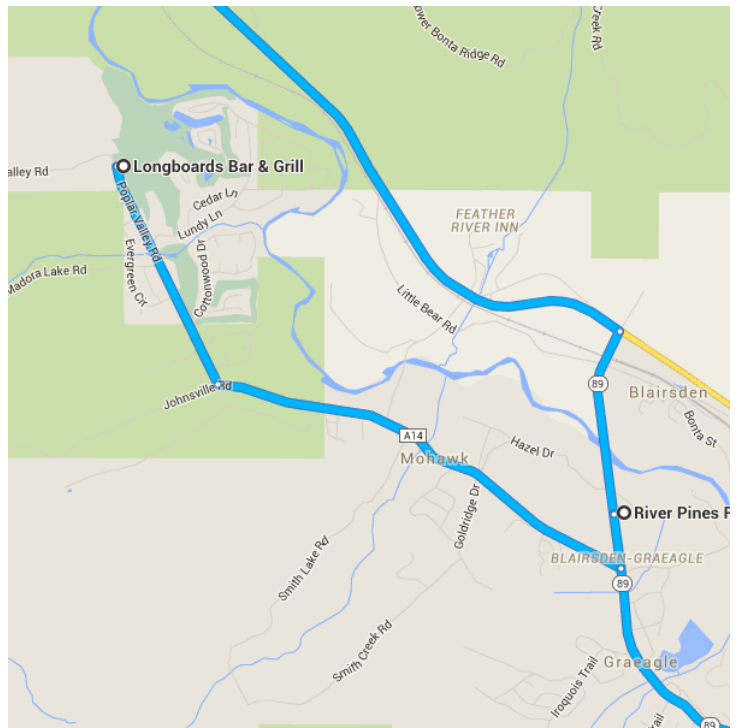 ower Bonta Ridge Rd
Creek Rd
Longboards Bar & Grill
alley Rd
Poplar Valley Rd
Cedar Ln
Lundy Ln
FEATHER
RIVER INN
Evergreen Cir.
Cottonwood Dr
Madora Lake Rd
Little Bear Rd
89
Blairsden
Johnsville Rd
Bonta St
A14
Hazel Dr
Mohawk
Goldridge Dr
River Pines R
Smith Lake Rd
BLAIRSDEN-GRAEAGLE
89
Smith Creek Rd
Graeagle
Iroquois Trail
Trail
89